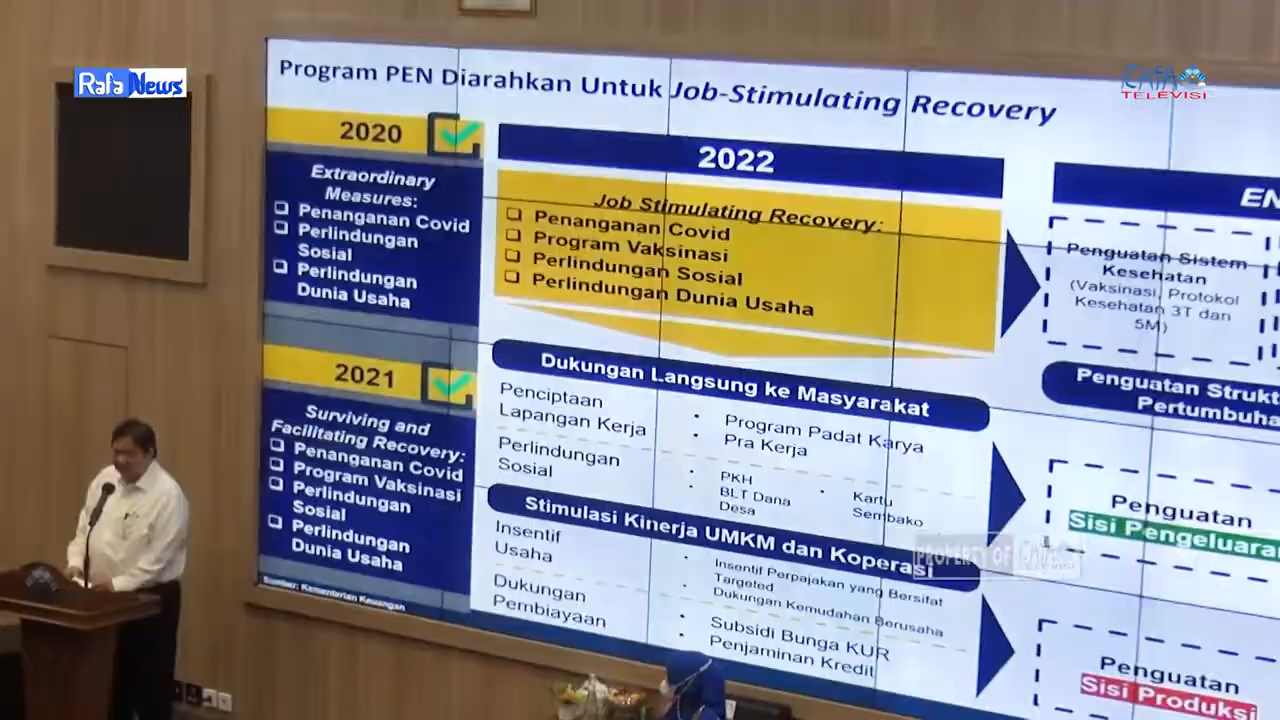 Rafa News
RAFA
TELEVISI
Program PEN Diarahkan Untuk Job-Stimulating Recovery
2020
Extraordinary
Measures:
❑ Penanganan Covid
❑ Perlindungan
Sosial
❑ Perlindungan
Dunia Usaha
2021
Surviving and
Facilitating Recovery:
❑ Penanganan Covid
❑ Program Vaksinasi
❑ Perlindungan
Sosial
❑ Perlindungan
Dunia Usaha
Sumber: Kementerian Keuangan
2022
Job Stimulating Recovery:
❑ Penanganan Covid
❑ Program Vaksinasi
❑ Perlindungan Sosial
❑ Perlindungan Dunia Usaha
Dukungan Langsung ke Masyarakat
Penciptaan
Lapangan Kerja
• Program Padat Karya
• Pra Kerja
Perlindungan
Sosial
• PKH
• BLT Dana
Desa
• Kartu
Sembako
Stimulasi Kinerja UMKM dan Koperasi
Insentif
Usaha
• Insentif Perpajakan yang Bersifat
Targeted
• Dukungan Kemudahan Berusaha
Dukungan
Pembiayaan
• Subsidi Bunga KUR
• Penjaminan Kredit
EN
Penguatan Sistem
Kesehatan
(Vaksinasi, Protokol
Kesehatan 3T dan
5M)
Penguatan Strukt
Pertumbuha
Penguatan
Sisi Pengeluara
Penguatan
Sisi Produksi
PROPERTY OF